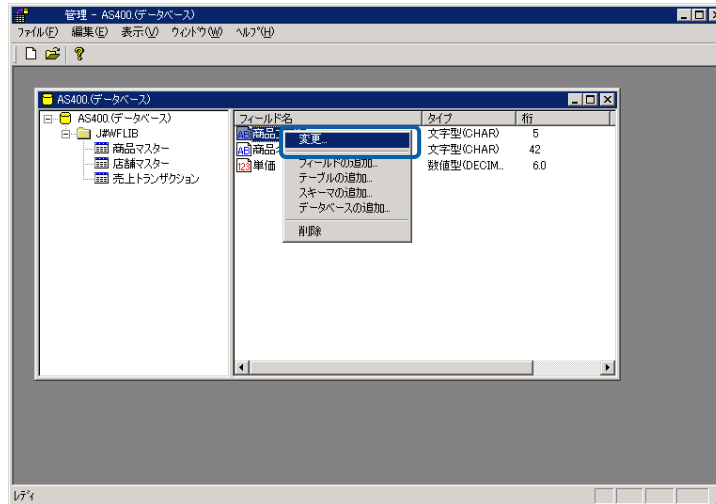 管理 - AS400.(データベース)
ファイル(F) 編集(E) 表示(V) ウィンドウ(W) ヘルプ(H)
AS400.(データベース)
AS400.(データベース)
J#WFLIB
商品マスター
店舗マスター
売上トランザクション
フィールド名 タイプ 桁
商品 文字型(CHAR) 5
商品 文字型(CHAR) 42
単価 数値型(DECIM... 6.0
変更...
フィールドの追加...
テーブルの追加...
スキーマの追加...
データベースの追加...
削除
レディ